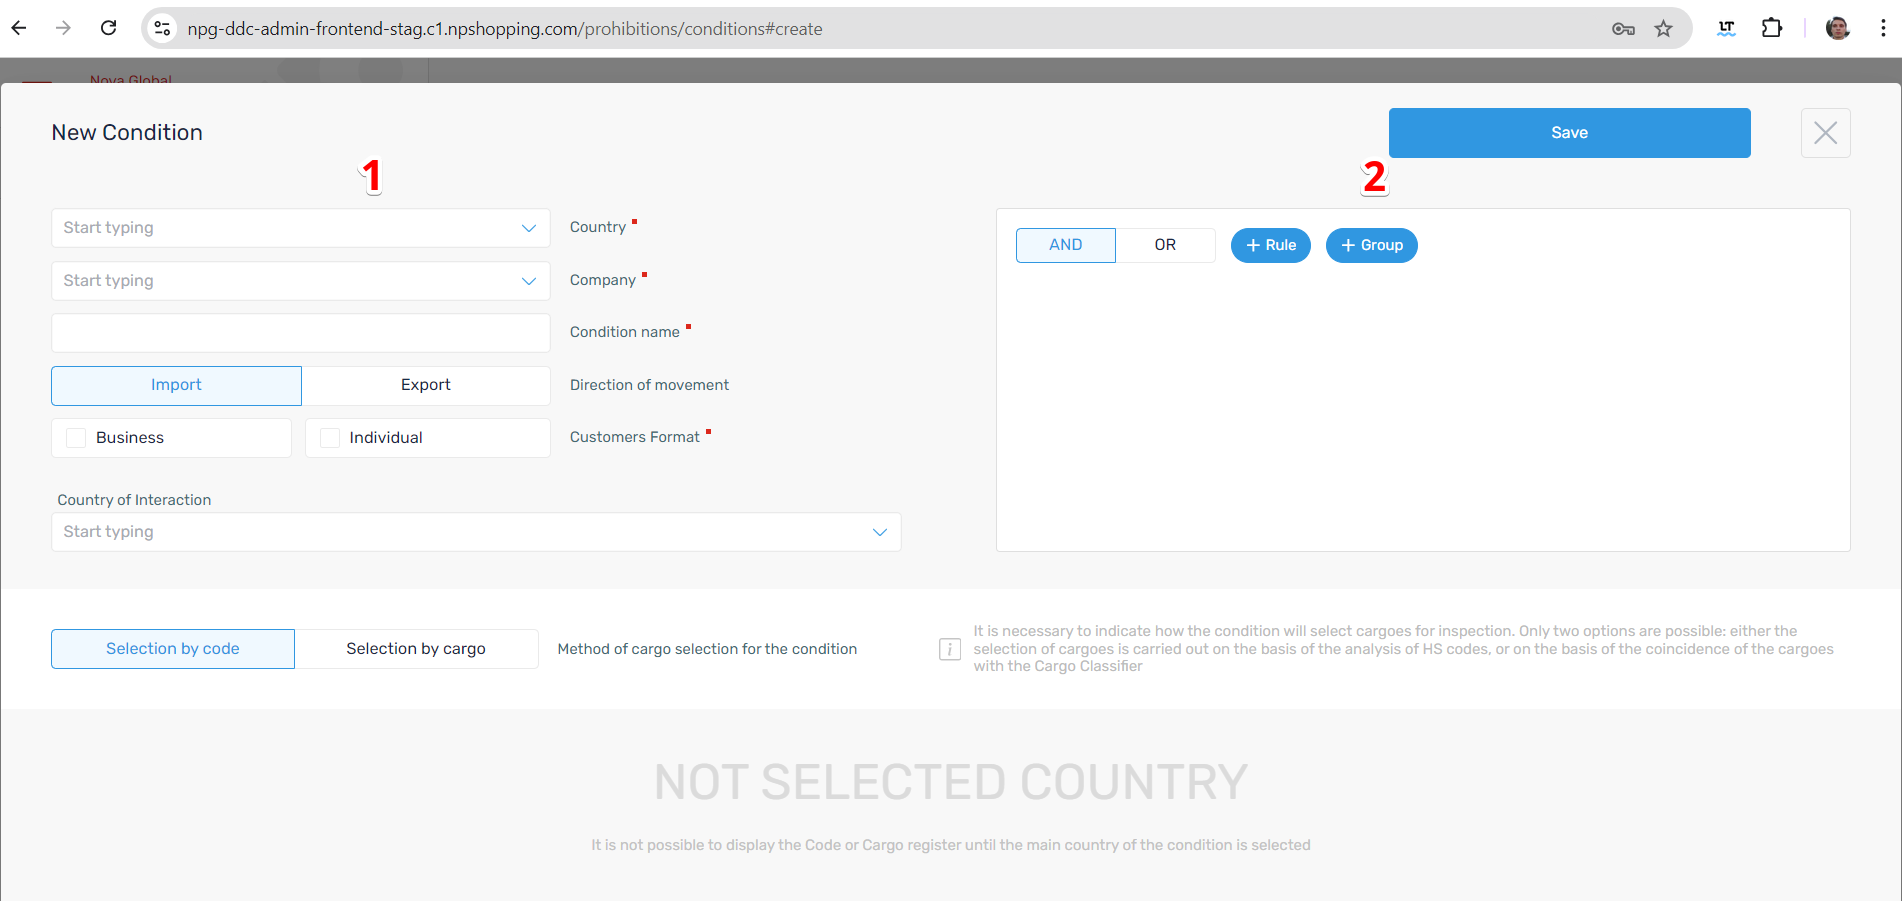 npg-ddc-admin-frontend-stag.c1.npshopping.com/prohibitions/conditions#create
LT
Nova Global
New Condition
Save
1
2
Start typing
Country
AND
OR
+ Rule
+ Group
Start typing
Company
Condition name
Import
Export
Direction of movement
Business
Individual
Customers Format
Country of Interaction
Start typing
Selection by code
Selection by cargo
Method of cargo selection for the condition
i
It is necessary to indicate how the condition will select cargoes for inspection. Only two options are possible: either the
selection of cargoes is carried out on the basis of the analysis of HS codes, or on the basis of the coincidence of the cargoes
with the Cargo Classifier
NOT SELECTED COUNTRY
It is not possible to display the Code or Cargo register until the main country of the condition is selected